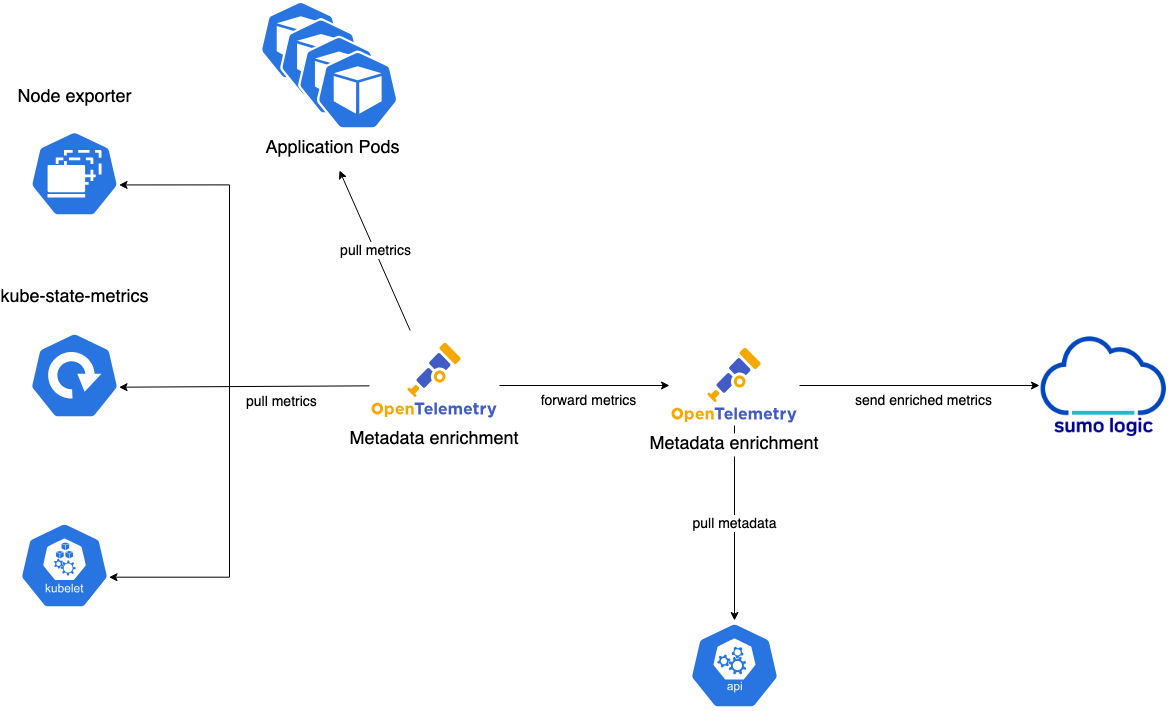 Node exporter
Application Pods
pull metrics
kube-state-metrics
pull metrics
OpenTelemetry
Metadata enrichment
forward metrics
OpenTelemetry
Metadata enrichment
send enriched metrics
sumo logic
pull metadata
kubelet
api